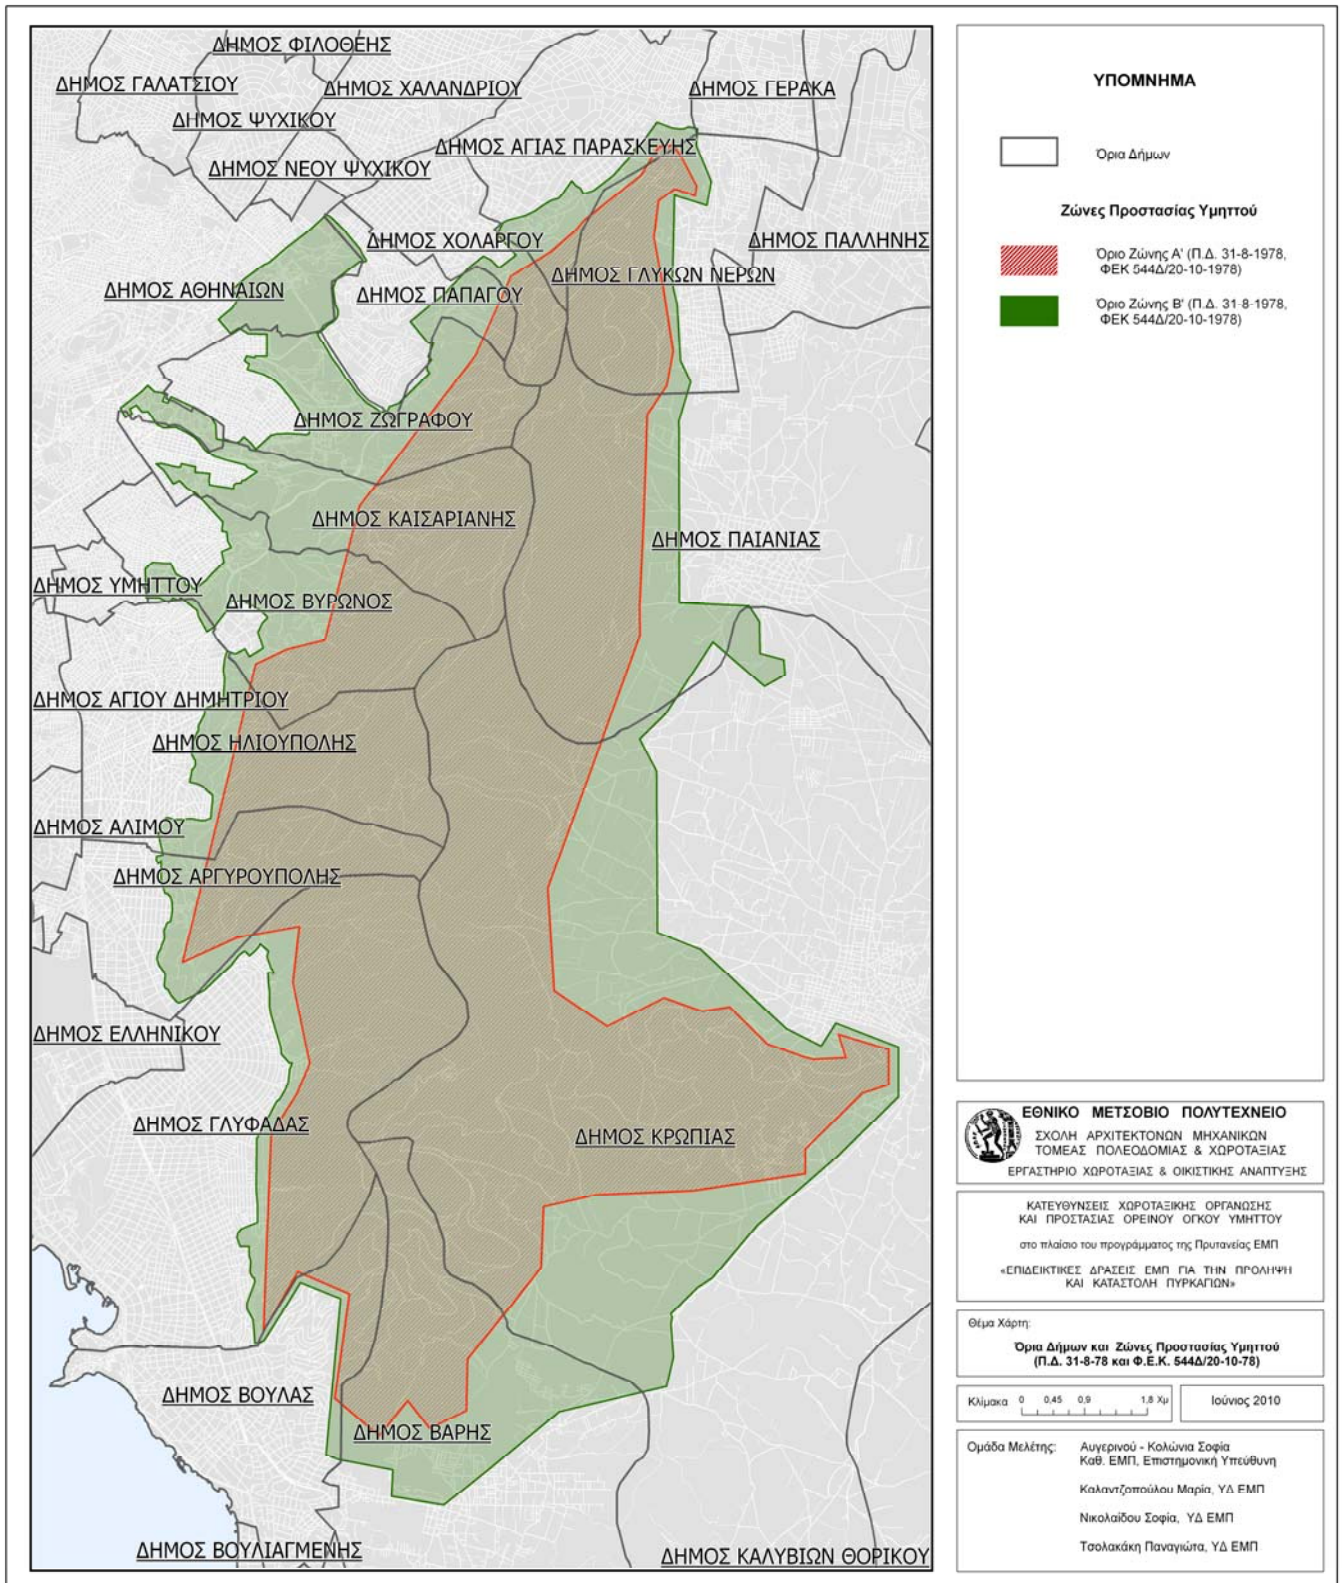 ΔΗΜΟΣ ΦΙΛΟΘΕΗΣ
ΔΗΜΟΣ ΓΑΛΑΤΣΙΟΥ
ΔΗΜΟΣ ΧΑΛΑΝΔΡΙΟΥ
ΔΗΜΟΣ ΓΕΡΑΚΑ
ΔΗΜΟΣ ΨΥΧΙΚΟΥ
ΔΗΜΟΣ ΑΓΙΑΣ ΠΑΡΑΣΚΕΥΗΣ
ΔΗΜΟΣ ΝΕΟΥ ΨΥΧΙΚΟΥ
ΔΗΜΟΣ ΧΟΛΑΡΓΟΥ
ΔΗΜΟΣ ΠΑΛΛΗΝΗΣ
ΔΗΜΟΣ ΓΛΥΚΩΝ ΝΕΡΩΝ
ΔΗΜΟΣ ΑΘΗΝΑΙΩΝ
ΔΗΜΟΣ ΠΑΠΑΓΟΥ
ΔΗΜΟΣ ΖΩΓΡΑΦΟΥ
ΔΗΜΟΣ ΚΑΙΣΑΡΙΑΝΗΣ
ΔΗΜΟΣ ΠΑΙΑΝΙΑΣ
ΔΗΜΟΣ ΥΜΗΤΤΟΥ
ΔΗΜΟΣ ΒΥΡΩΝΟΣ
ΔΗΜΟΣ ΑΓΙΟΥ ΔΗΜΗΤΡΙΟΥ
ΔΗΜΟΣ ΗΛΙΟΥΠΟΛΗΣ
ΔΗΜΟΣ ΑΛΙΜΟΥ
ΔΗΜΟΣ ΑΡΓΥΡΟΥΠΟΛΗΣ
ΔΗΜΟΣ ΕΛΛΗΝΙΚΟΥ
ΔΗΜΟΣ ΓΛΥΦΑΔΑΣ
ΔΗΜΟΣ ΚΡΩΠΙΑΣ
ΔΗΜΟΣ ΒΟΥΛΑΣ
ΔΗΜΟΣ ΒΑΡΗΣ
ΔΗΜΟΣ ΒΟΥΛΙΑΓΜΕΝΗΣ
ΔΗΜΟΣ ΚΑΛΥΒΙΩΝ ΘΟΡΙΚΟΥ
ΥΠΟΜΝΗΜΑ
Όρια Δήμων
Ζώνες Προστασίας Υμηττού
Όριο Ζώνης Α' (Π.Δ. 31-8-1978,
ΦΕΚ 544Δ/20-10-1978)
Όριο Ζώνης Β' (Π.Δ. 31-8-1978,
ΦΕΚ 544Δ/20-10-1978)
ΕΘΝΙΚΟ ΜΕΤΣΟΒΙΟ ΠΟΛΥΤΕΧΝΕΙΟ
ΣΧΟΛΗ ΑΡΧΙΤΕΚΤΟΝΩΝ ΜΗΧΑΝΙΚΩΝ
ΤΟΜΕΑΣ ΠΟΛΕΟΔΟΜΙΑΣ & ΧΩΡΟΤΑΞΙΑΣ
ΕΡΓΑΣΤΗΡΙΟ ΧΩΡΟΤΑΞΙΑΣ & ΟΙΚΙΣΤΙΚΗΣ ΑΝΑΠΤΥΞΗΣ
ΚΑΤΕΥΘΥΝΣΕΙΣ ΧΩΡΟΤΑΞΙΚΗΣ ΟΡΓΑΝΩΣΗΣ
ΚΑΙ ΠΡΟΣΤΑΣΙΑΣ ΟΡΕΙΝΟΥ ΟΓΚΟΥ ΥΜΗΤΤΟΥ
στο πλαίσιο του προγράμματος της Πρυτανείας ΕΜΠ
«ΕΠΙΔΕΙΚΤΙΚΕΣ ΔΡΑΣΕΙΣ ΕΜΠ ΓΙΑ ΤΗΝ ΠΡΟΛΗΨΗ
ΚΑΙ ΚΑΤΑΣΤΟΛΗ ΠΥΡΚΑΓΙΩΝ»
Θέμα Χάρτη:
Όρια Δήμων και Ζώνες Προστασίας Υμηττού
(Π.Δ. 31-8-78 και Φ.Ε.Κ. 544Δ/20-10-78)
Κλίμακα 0 0,45 0,9 1,8 Χμ
Ιούνιος 2010
Ομάδα Μελέτης: Αυγερινού - Κολώνια Σοφία
Καθ. ΕΜΠ, Επιστημονική Υπεύθυνη
Καλαντζοπούλου Μαρία, ΥΔ ΕΜΠ
Νικολαΐδου Σοφία, ΥΔ ΕΜΠ
Τσολακάκη Παναγιώτα, ΥΔ ΕΜΠ